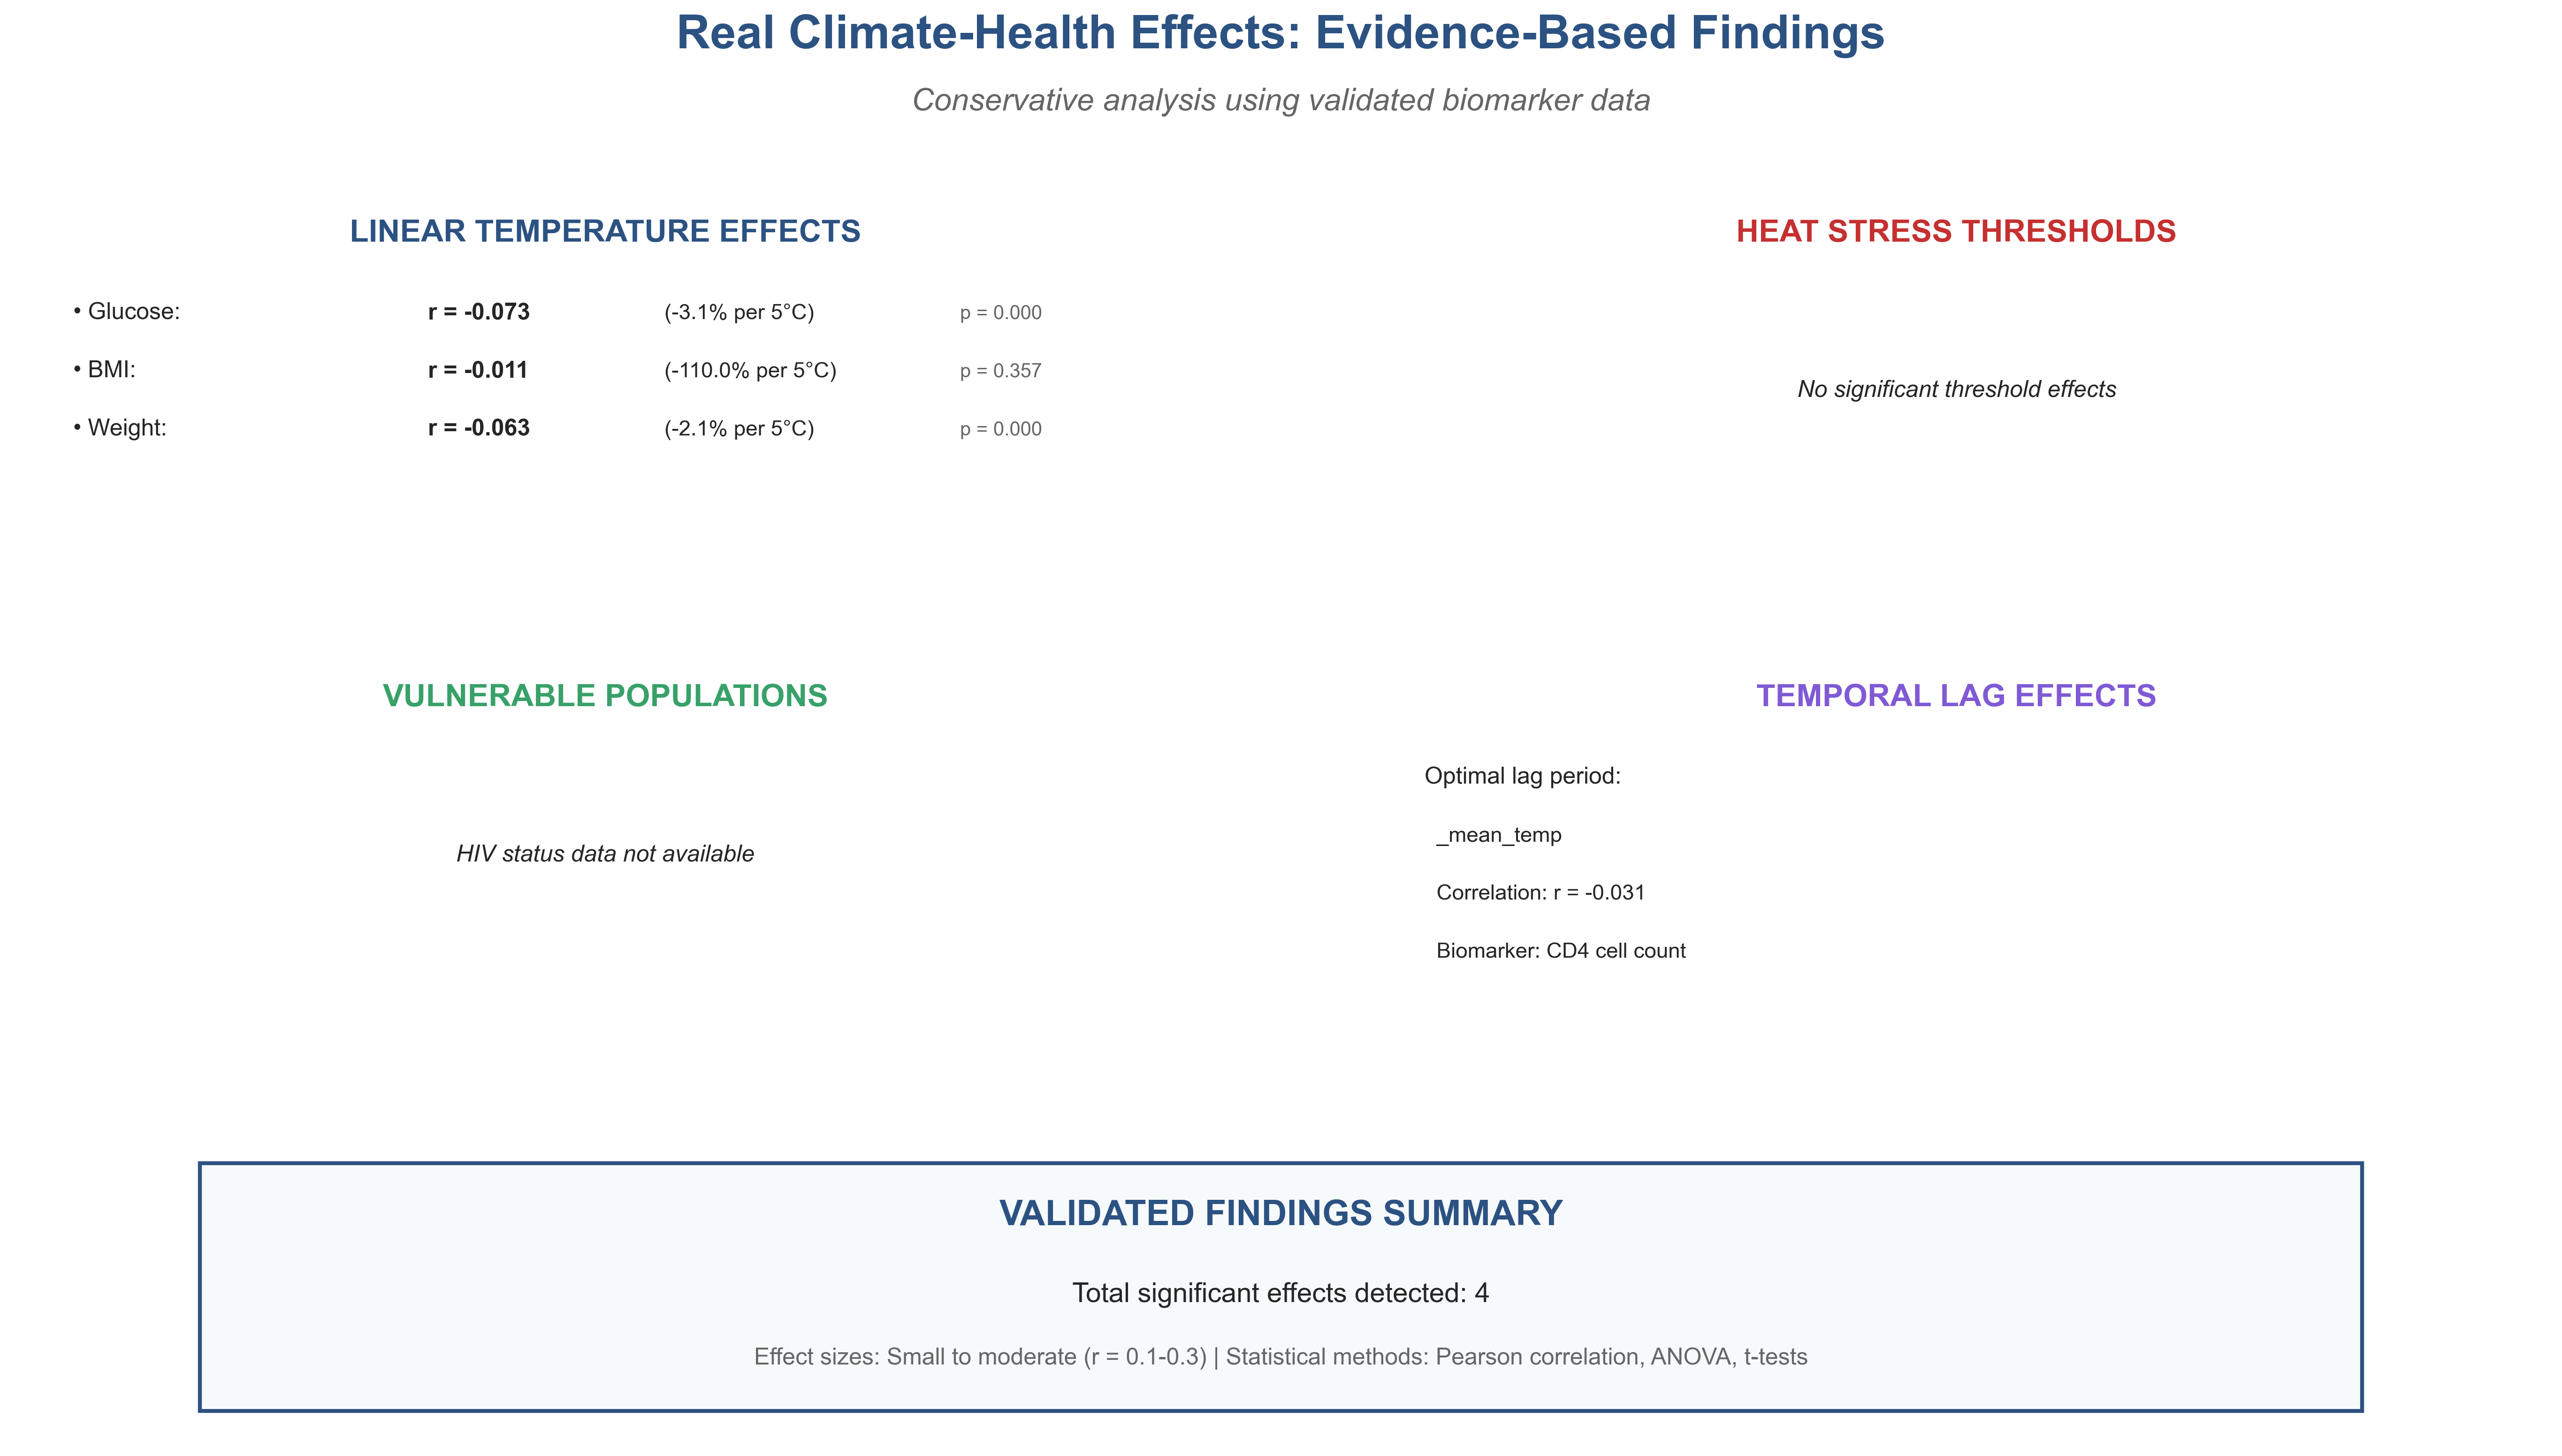 Real Climate-Health Effects: Evidence-Based Findings
Conservative analysis using validated biomarker data
LINEAR TEMPERATURE EFFECTS
• Glucose: r = -0.073 (-3.1% per 5°C) p = 0.000
• BMI: r = -0.011 (-110.0% per 5°C) p = 0.357
• Weight: r = -0.063 (-2.1% per 5°C) p = 0.000
HEAT STRESS THRESHOLDS
No significant threshold effects
VULNERABLE POPULATIONS
HIV status data not available
TEMPORAL LAG EFFECTS
Optimal lag period:
_mean_temp
Correlation: r = -0.031
Biomarker: CD4 cell count
VALIDATED FINDINGS SUMMARY
Total significant effects detected: 4
Effect sizes: Small to moderate (r = 0.1-0.3) | Statistical methods: Pearson correlation, ANOVA, t-tests